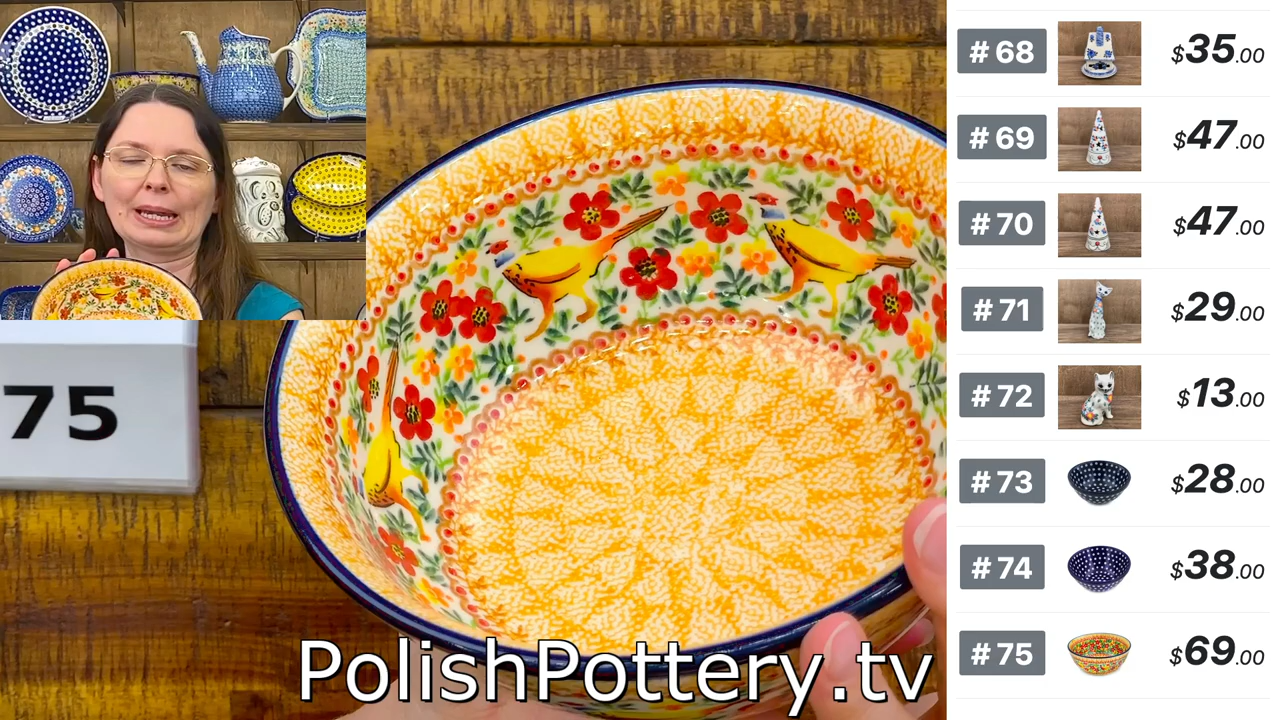 75
PolishPottery.tv
# 68 $35.00
# 69 $47.00
# 70 $47.00
# 71 $29.00
# 72 $13.00
# 73 $28.00
# 74 $38.00
# 75 $69.00